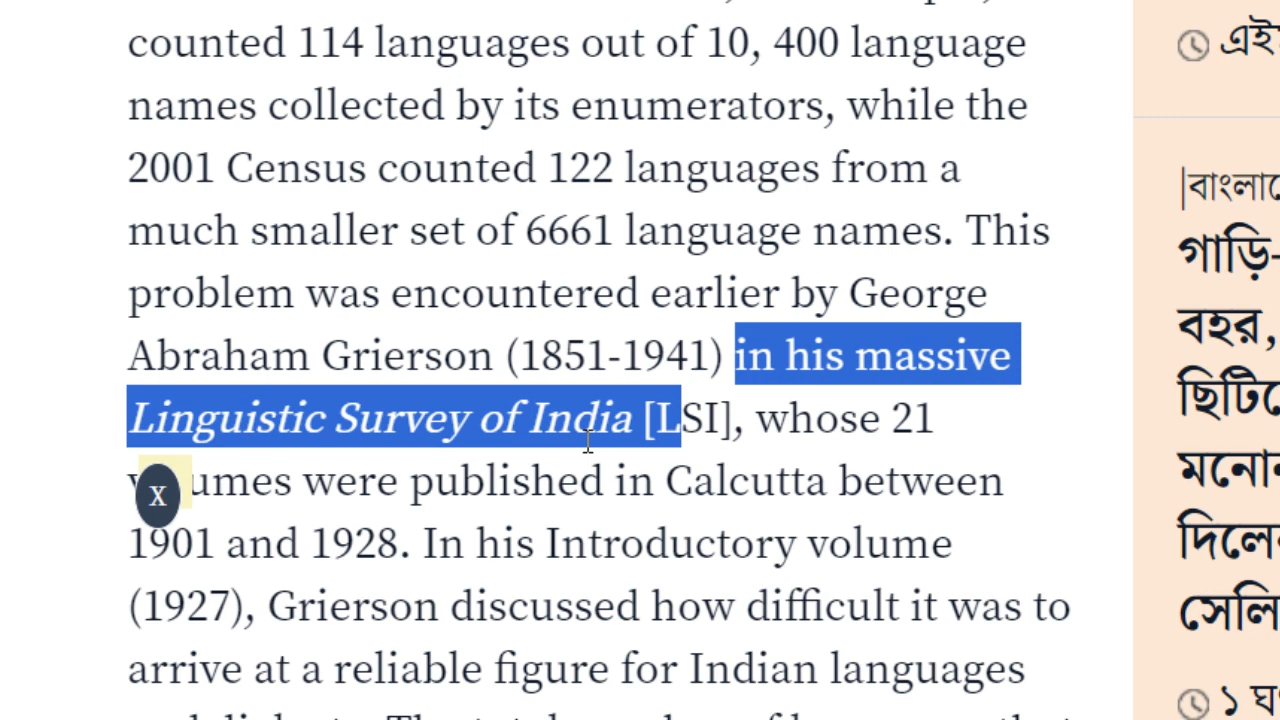 counted 114 languages out of 10, 400 language
names collected by its enumerators, while the
2001 Census counted 122 languages from a
much smaller set of 6661 language names. This
problem was encountered earlier by George
Abraham Grierson (1851-1941) in his massive
Linguistic Survey of India [LSI], whose 21
umes were published in Calcutta between
x
1901 and 1928. In his Introductory volume
(1927), Grierson discussed how difficult it was to
arrive at a reliable figure for Indian languages
গাড়ি-
বহর,
১